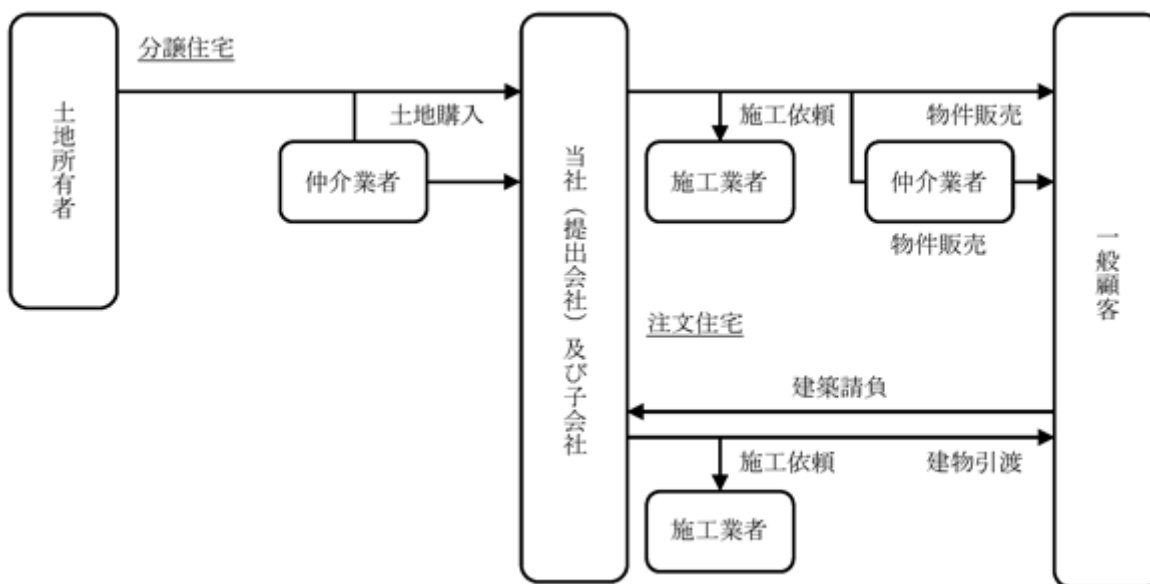 分譲住宅
土地所有者
土地購入
仲介業者
当社（提出会社）及び子会社
施工依頼
物件販売
施工業者
仲介業者
物件販売
一般顧客
注文住宅
建築請負
施工依頼
建物引渡
施工業者